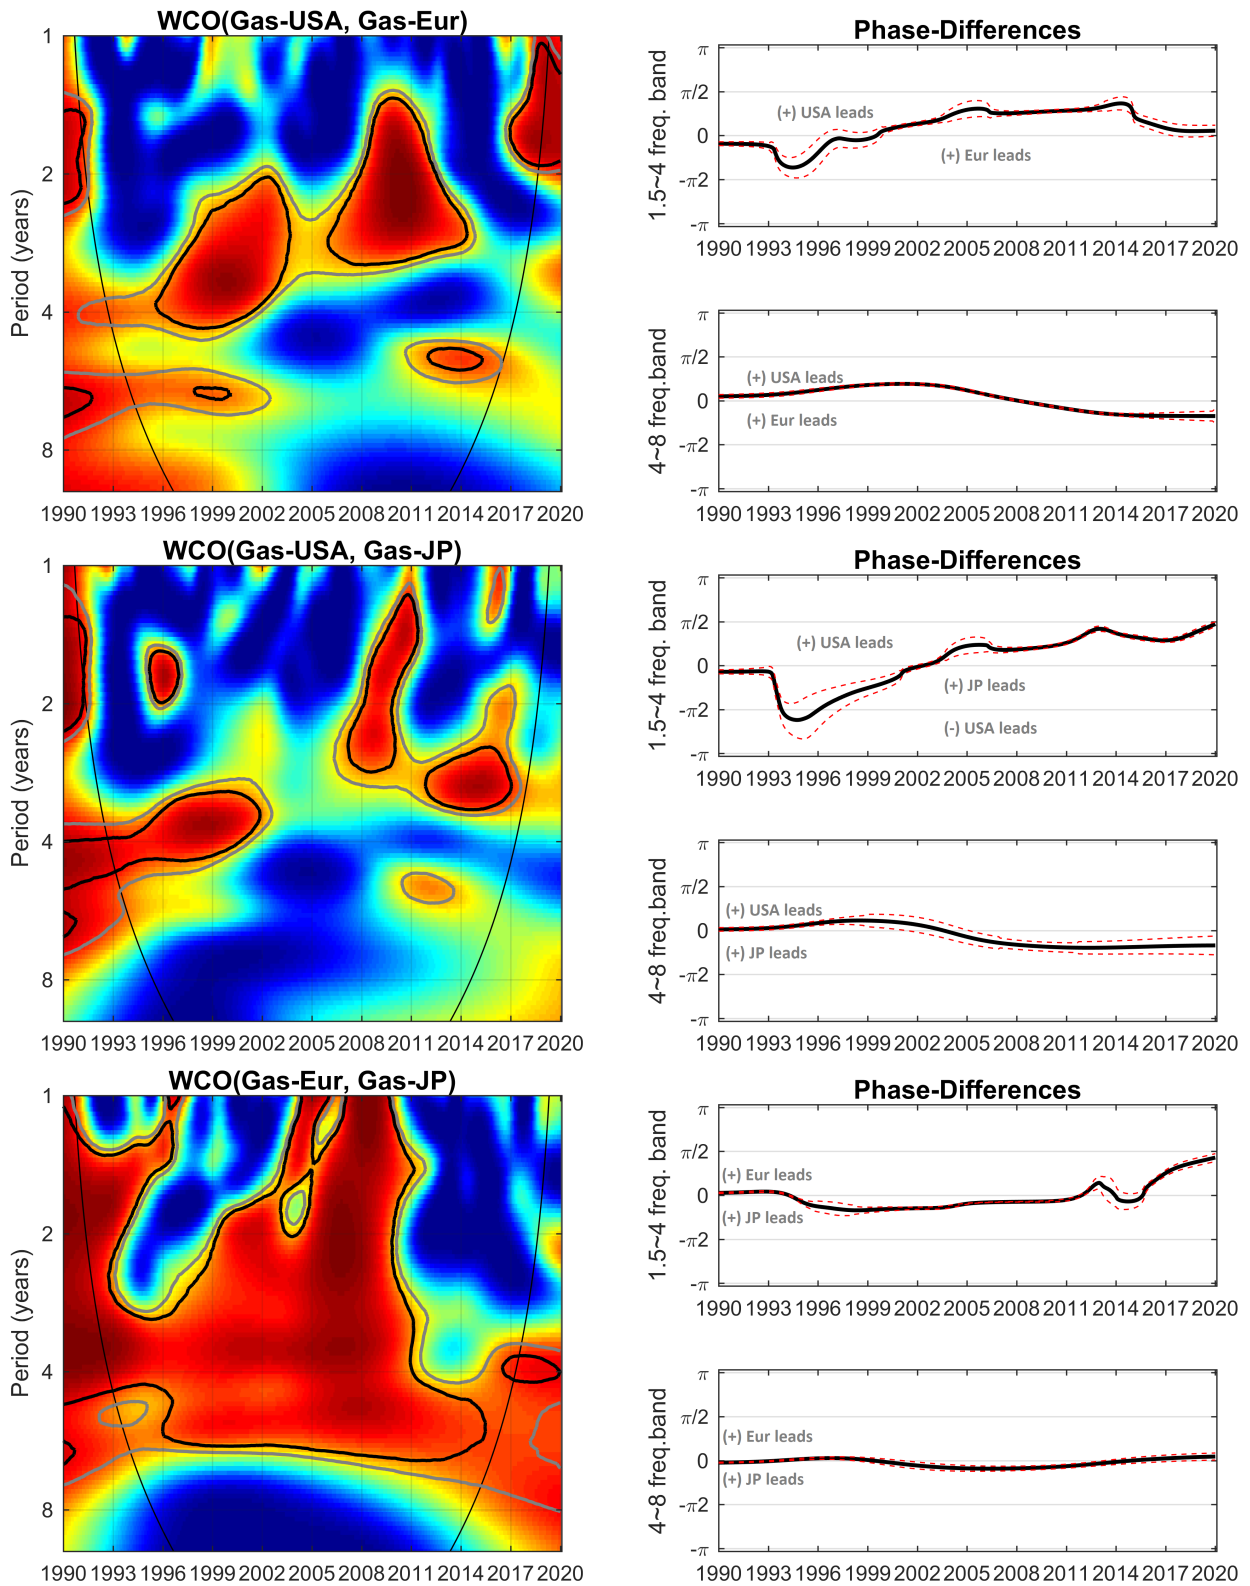 WCO(Gas-USA, Gas-Eur)
1
2
4
8
Period (years)
1990 1993 1996 1999 2002 2005 2008 2011 2014 2017 2020
Phase-Differences
π
π/2
0
-π2
-π
1.5~4 freq. band
(+) USA leads
(+) Eur leads
1990 1993 1996 1999 2002 2005 2008 2011 2014 2017 2020
π
π/2
0
-π2
-π
4~8 freq.band
(+) USA leads
(+) Eur leads
1990 1993 1996 1999 2002 2005 2008 2011 2014 2017 2020
WCO(Gas-USA, Gas-JP)
1
2
4
8
Period (years)
1990 1993 1996 1999 2002 2005 2008 2011 2014 2017 2020
Phase-Differences
π
π/2
0
-π2
-π
1.5~4 freq. band
(+) USA leads
(+) JP leads
(-) USA leads
1990 1993 1996 1999 2002 2005 2008 2011 2014 2017 2020
π
π/2
0
-π2
-π
4~8 freq.band
(+) USA leads
(+) JP leads
1990 1993 1996 1999 2002 2005 2008 2011 2014 2017 2020
WCO(Gas-Eur, Gas-JP)
1
2
4
8
Period (years)
1990 1993 1996 1999 2002 2005 2008 2011 2014 2017 2020
Phase-Differences
π
π/2
0
-π2
-π
1.5~4 freq. band
(+) Eur leads
(+) JP leads
1990 1993 1996 1999 2002 2005 2008 2011 2014 2017 2020
π
π/2
0
-π2
-π
4~8 freq.band
(+) Eur leads
(+) JP leads
1990 1993 1996 1999 2002 2005 2008 2011 2014 2017 2020